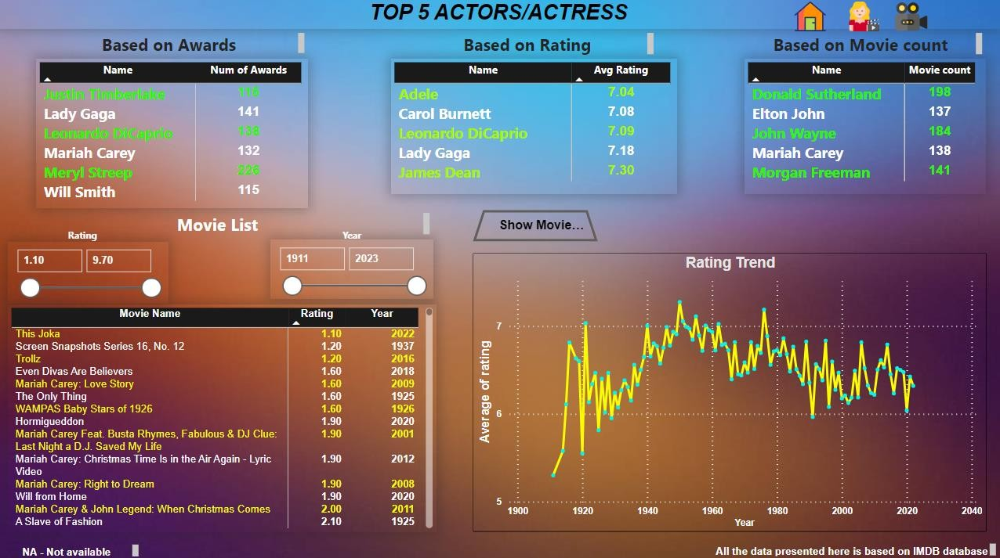 TOP 5 ACTORS/ACTRESS
Based on Awards
Name Num of Awards
Justin Timberlake 115
Lady Gaga 141
Leonardo DiCaprio
Mariah Carey 132
Meryl Streep 226
Will Smith 115
Based on Rating
Name Avg Rating
Adele 7.04
Carol Burnett 7.08
Leonardo DiCaprio 7.09
Lady Gaga 7.18
James Dean 7.30
Based on Movie count
Name Movie count
Donald Sutherland 198
Elton John 137
John Wayne 184
Mariah Carey 138
Morgan Freeman 141
Movie List
Rating
1.10 9.70
Year
1911 2023
Movie Name Rating Year
This Joka 1.10 2022
Screen Snapshots Series 16, No. 12 1.20 1937
Trollz 1.20 2016
Even Divas Are Believers 1.60 2018
Mariah Carey: Love Story 1.60 2009
The Only Thing 1.60 1925
WAMPAS Baby Stars of 1926 1.60 1926
Hormigueddon 1.90 2020
Mariah Carey Feat. Busta Rhymes, Fabulous & DJ Clue: 1.90 2001
Last Night a D.J. Saved My Life
Mariah Carey: Christmas Time Is in the Air Again - Lyric 1.90 2012
Video
Mariah Carey: Right to Dream 1.90 2008
Will from Home 1.90 2020
Mariah Carey & John Legend: When Christmas Comes 2.00 2011
A Slave of Fashion 2.10 1925
Show Movie...
Rating Trend
Average of rating
7
6
5
1900 1920 1940 1960 1980 2000 2020 2040
Year
NA - Not available
All the data presented here is based on IMDB database